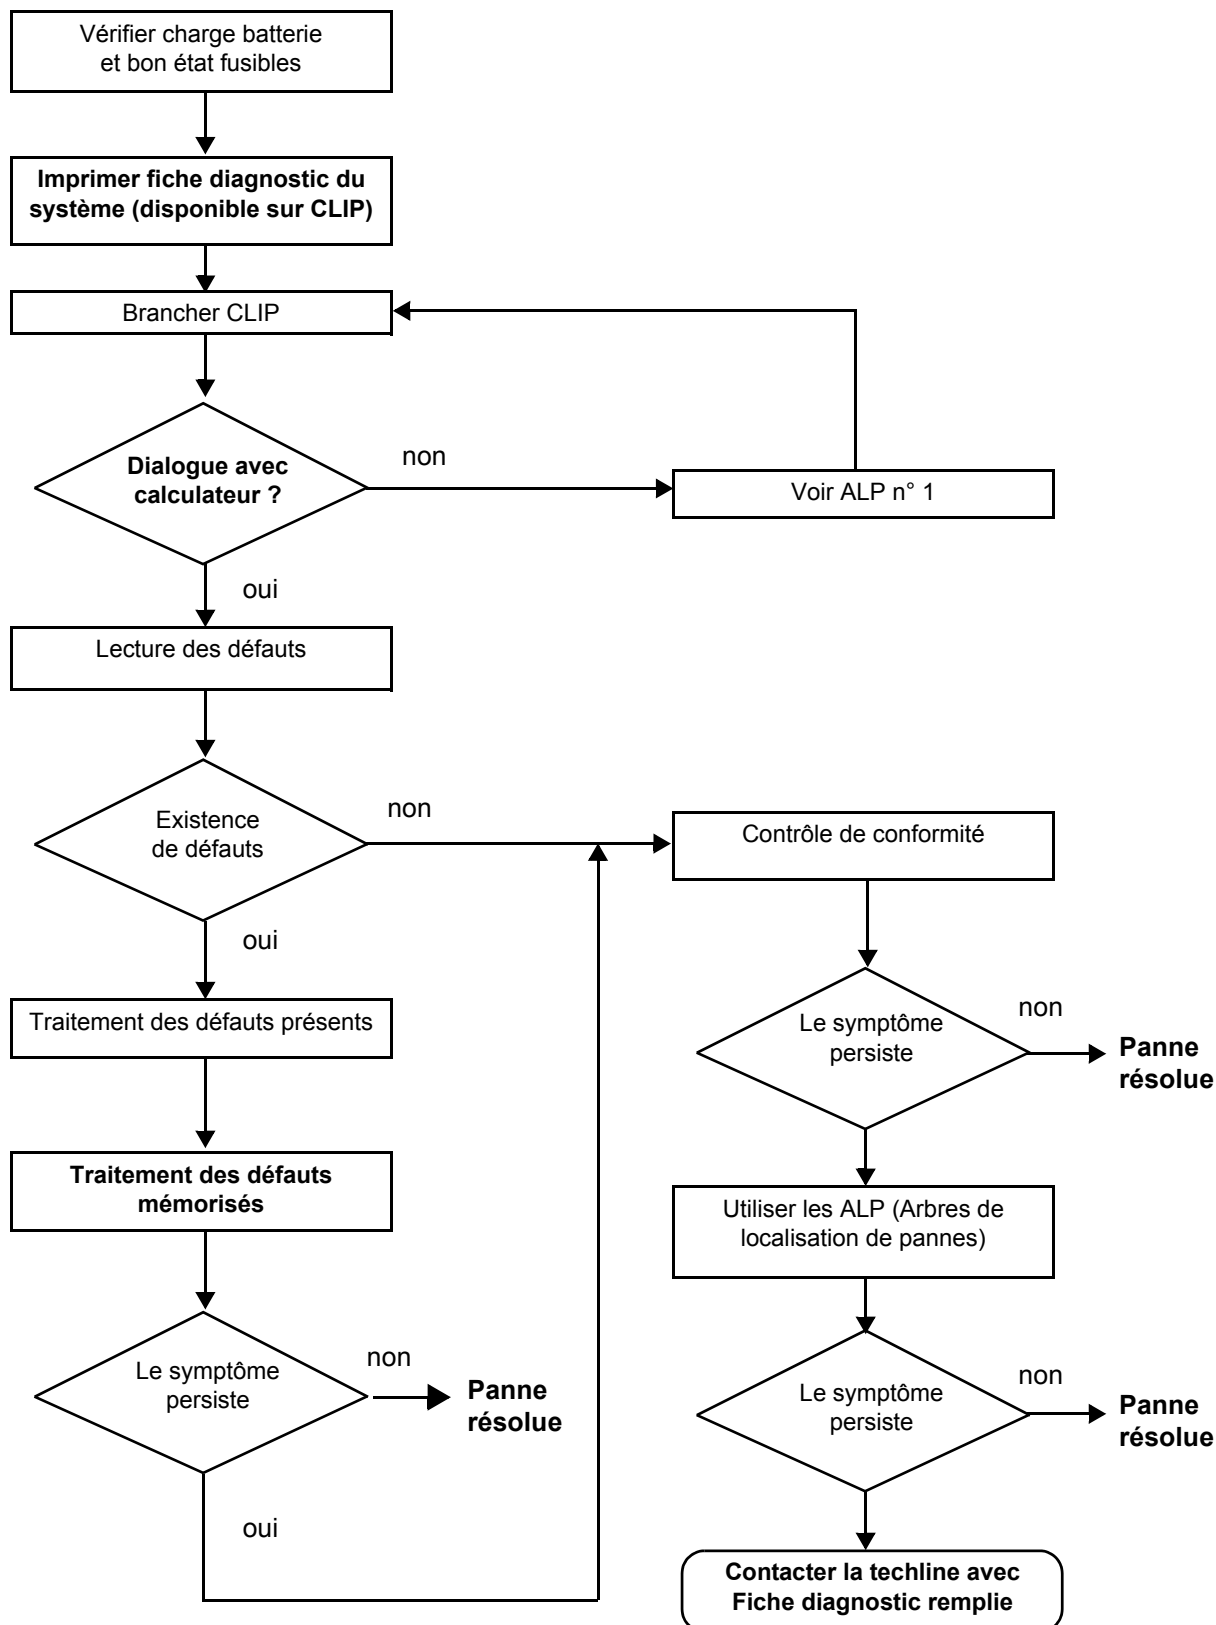 Vérifier charge batterie
et bon état fusibles
Imprimer fiche diagnostic du
système (disponible sur CLIP)
Brancher CLIP
Dialogue avec
calculateur ?
non
Voir ALP n° 1
oui
Lecture des défauts
Existence
de défauts
non
Contrôle de conformité
oui
Traitement des défauts présents
Le symptôme
persiste
non
Panne
résolue
Traitement des défauts
mémorisés
Utiliser les ALP (Arbres de
localisation de pannes)
Le symptôme
persiste
non
Panne
résolue
Le symptôme
persiste
non
Panne
résolue
oui
Contacter la techline avec
Fiche diagnostic remplie